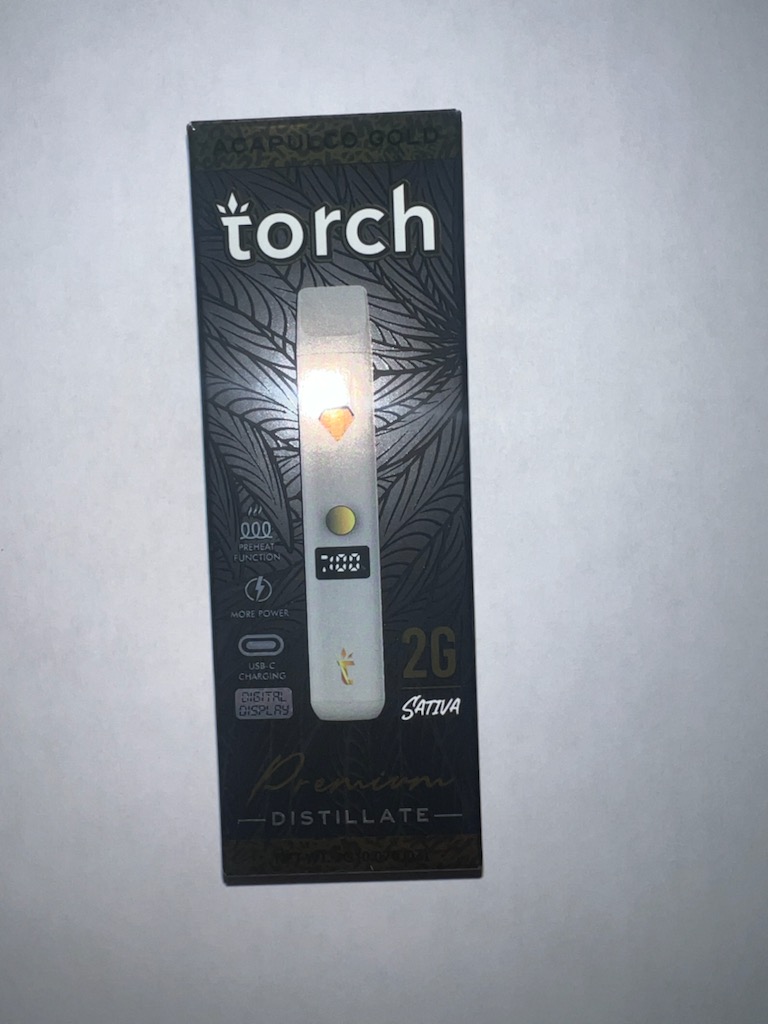 ACAPULCO GOLD
torch
PREHEAT
FUNCTION
MORE POWER
USB-C
CHARGING
DIGITAL
DISPLAY
2G
SATIVA
Premium
DISTILLATE